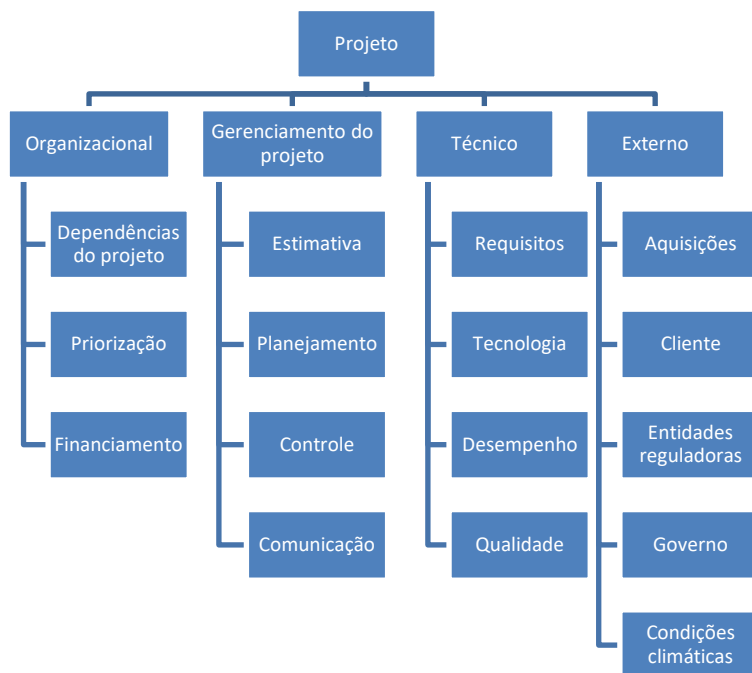 Projeto
Organizacional
Gerenciamento do
projeto
Técnico
Externo
Dependências
do projeto
Priorização
Financiamento
Estimativa
Planejamento
Controle
Comunicação
Requisitos
Tecnologia
Desempenho
Qualidade
Aquisições
Cliente
Entidades
reguladoras
Governo
Condições
climáticas